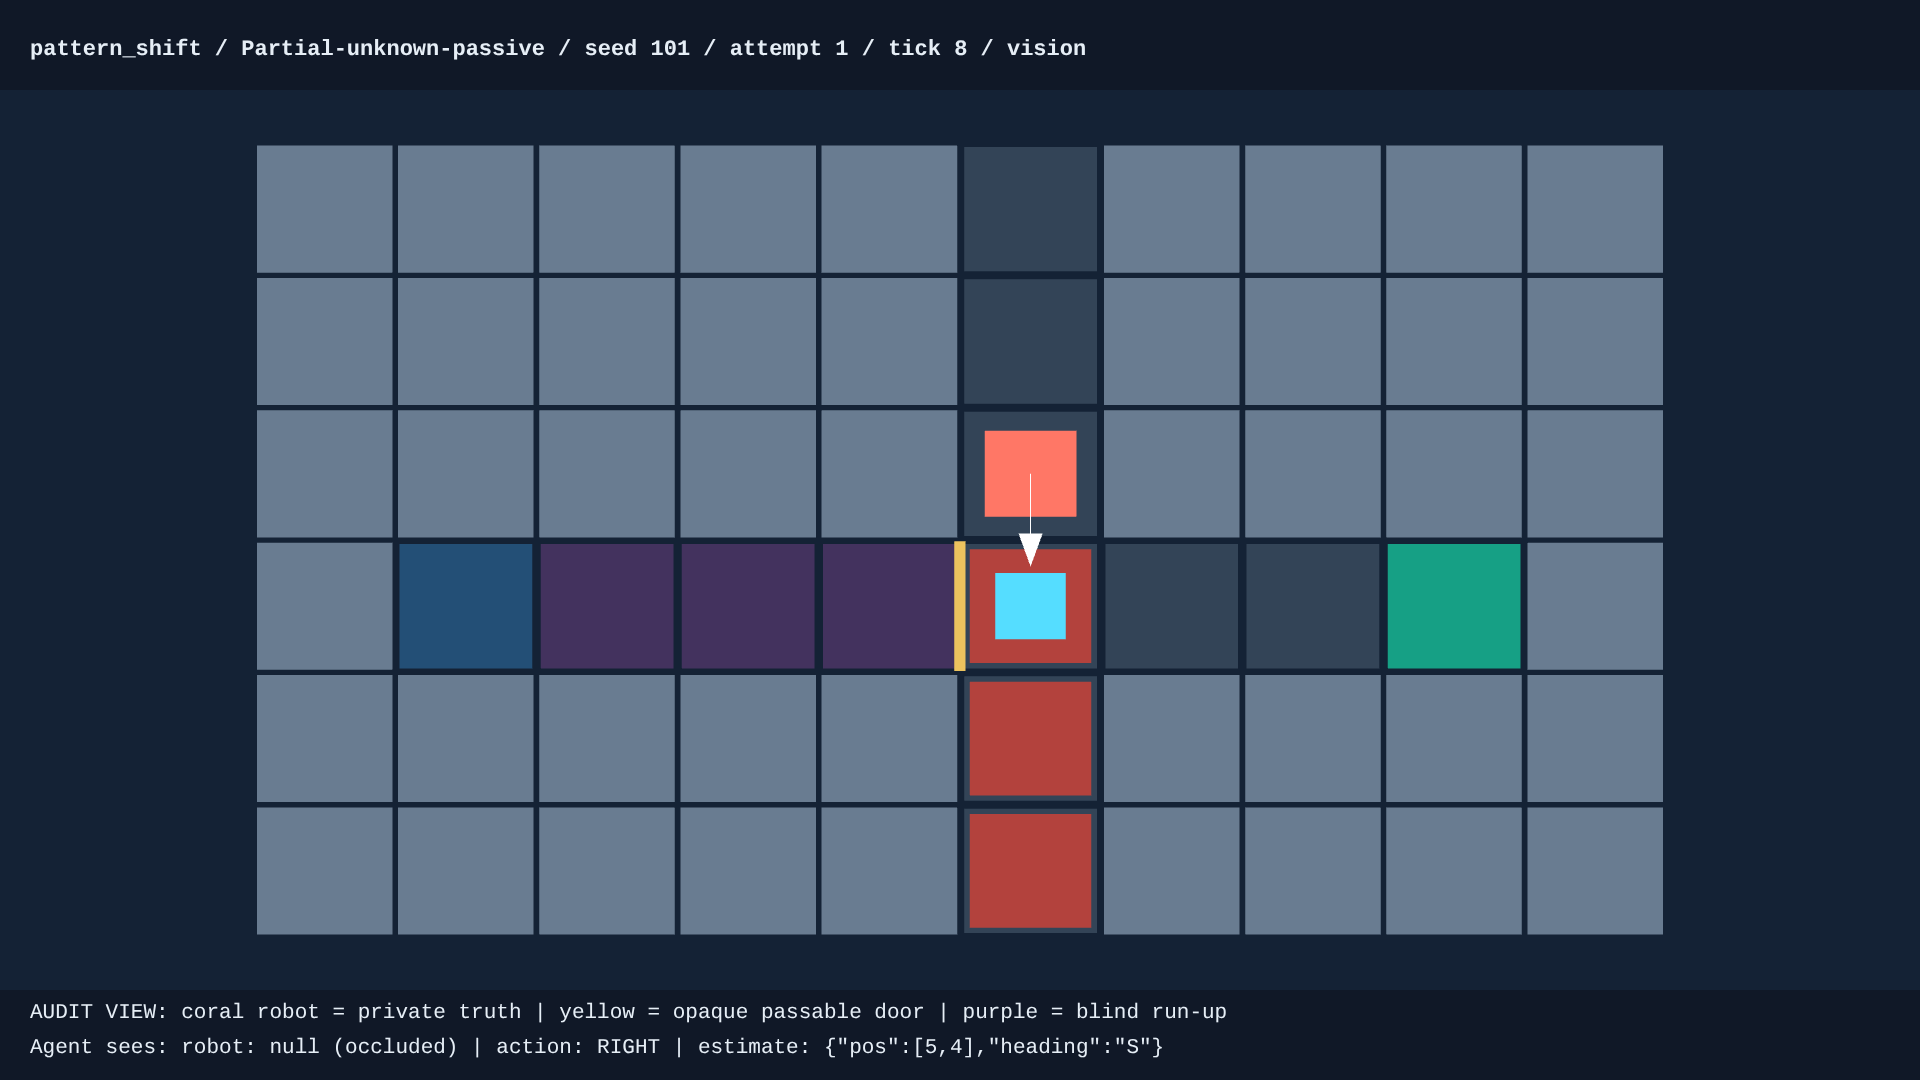 pattern_shift / Partial-unknown-passive / seed 101 / attempt 1 / tick 8 / vision
AUDIT VIEW: coral robot = private truth | yellow = opaque passable door | purple = blind run-up
Agent sees: robot: null (occluded) | action: RIGHT | estimate: {"pos":[5,4],"heading":"S"}